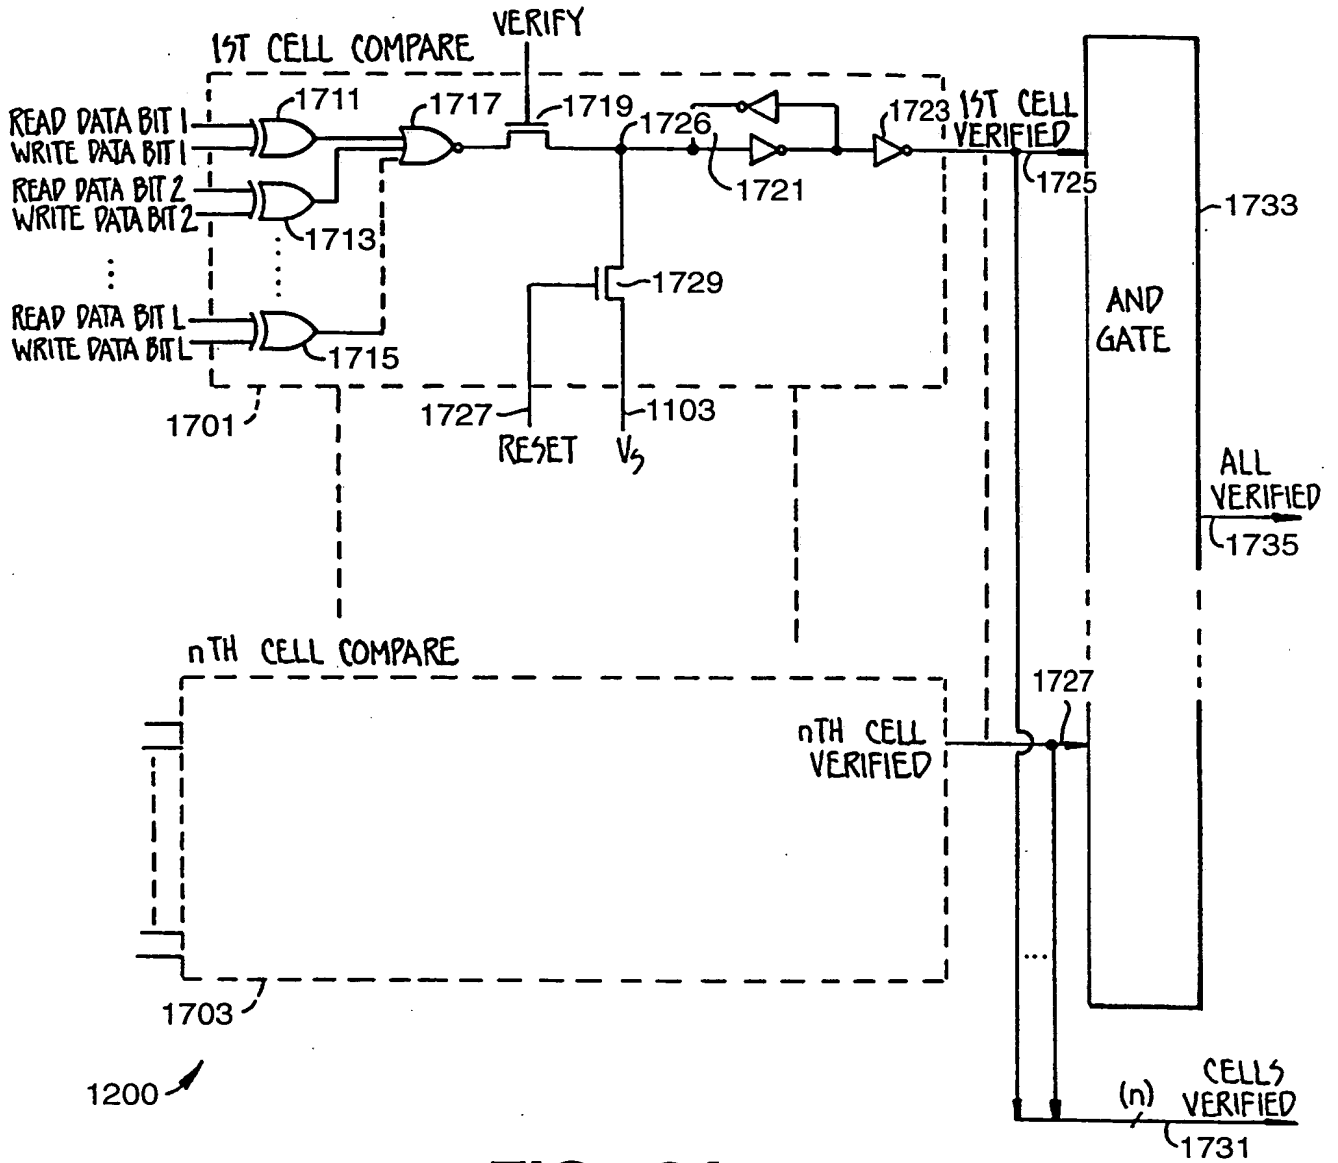 VERIFY
1ST CELL COMPARE
1711
1717
1719
1726
1723
1ST CELL
VERIFIED
READ DATA BIT 1
WRITE DATA BIT 1
READ DATA BIT 2
WRITE DATA BIT 2
1713
1721
1725
1733
1729
AND
GATE
READ DATA BIT L
WRITE DATA BIT L
1715
1701
1727
1103
RESET
VS
ALL
VERIFIED
1735
nTH CELL COMPARE
1727
nTH CELL
VERIFIED
1703
1200
(n)
CELLS
VERIFIED
1731